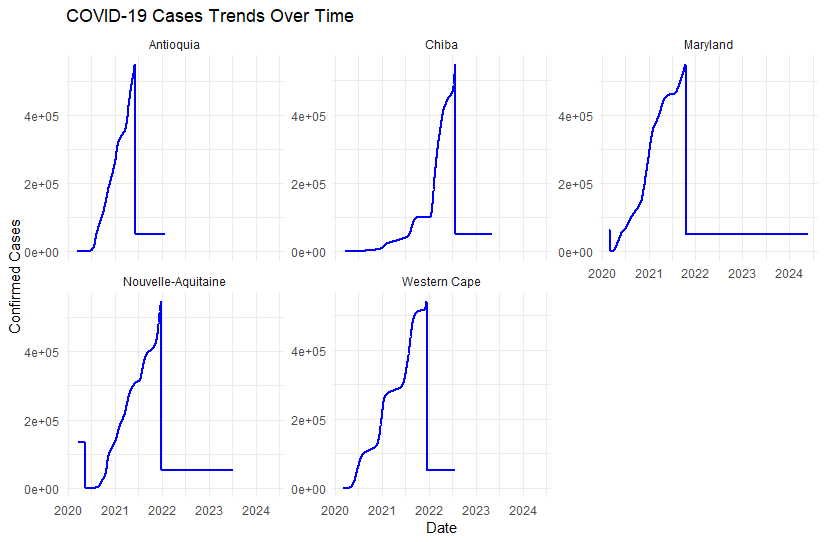 COVID-19 Cases Trends Over Time
Antioquia
Chiba
Maryland
4e+05
2e+05
0e+00
4e+05
2e+05
0e+00
4e+05
2e+05
0e+00
2020 2021 2022 2023 2024
Confirmed Cases
Nouvelle-Aquitaine
Western Cape
4e+05
2e+05
0e+00
4e+05
2e+05
0e+00
2020 2021 2022 2023 2024
2020 2021 2022 2023 2024
Date